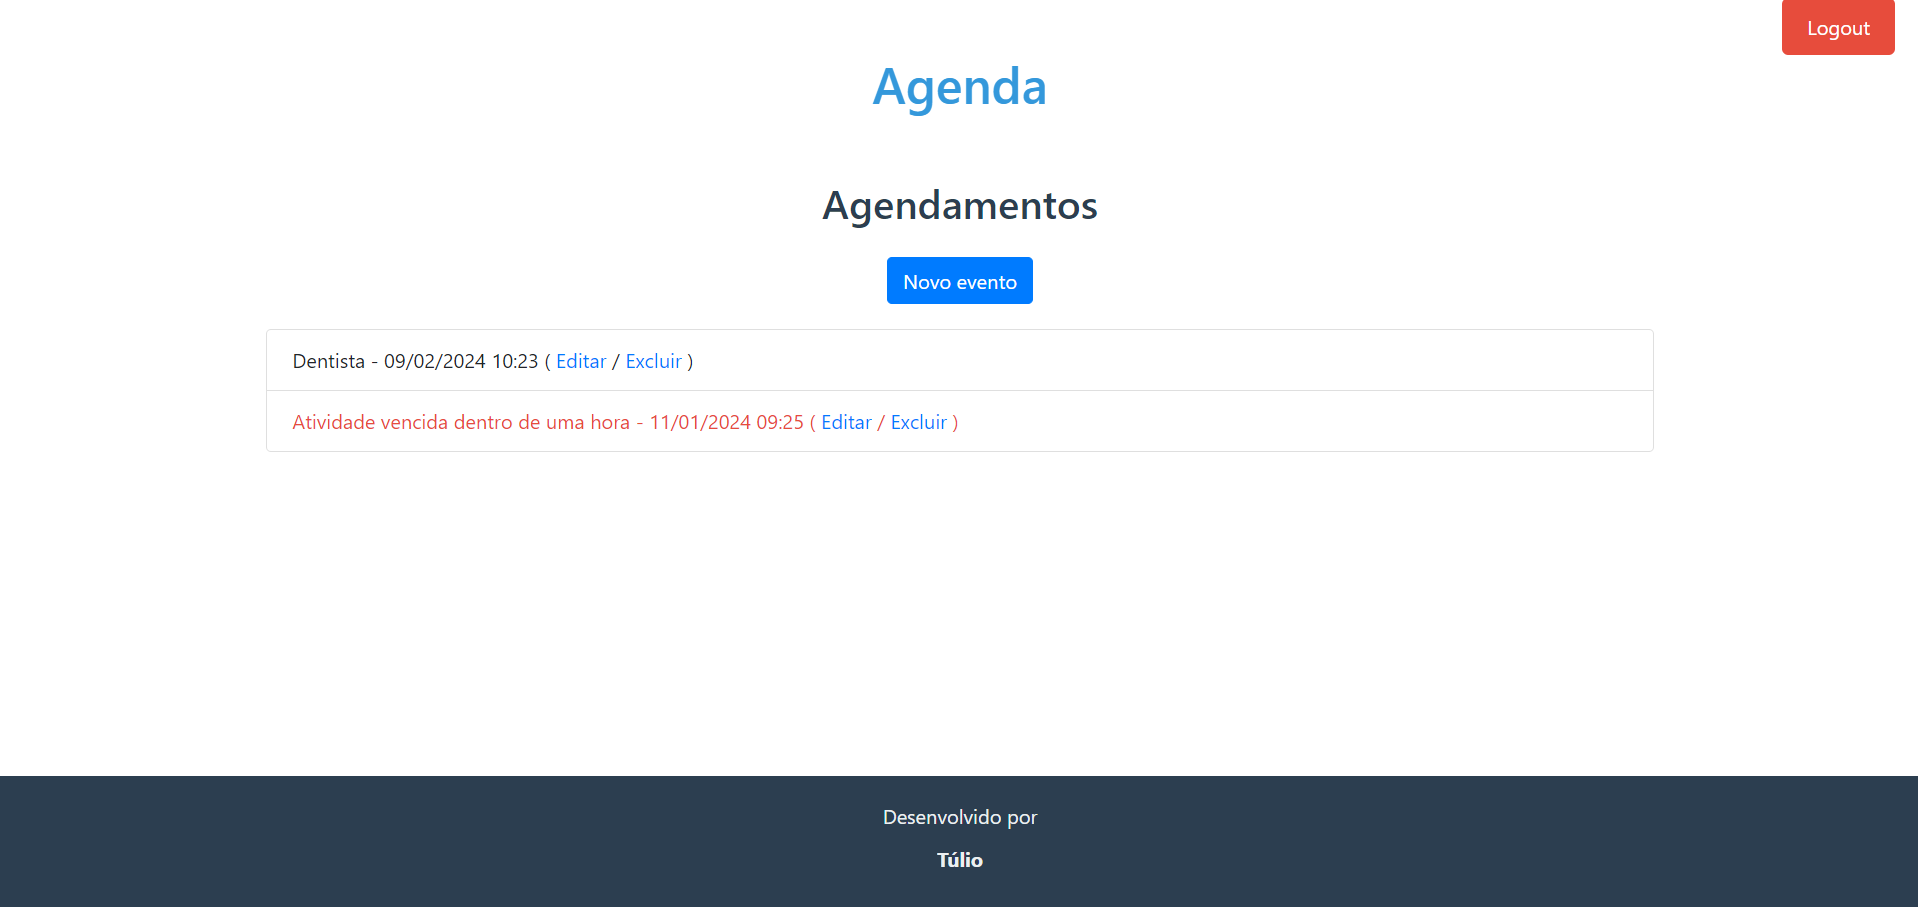 Logout
Agenda
Agendamentos
Novo evento
Dentista - 09/02/2024 10:23 ( Editar / Excluir )
Atividade vencida dentro de uma hora - 11/01/2024 09:25 ( Editar / Excluir )
Desenvolvido por
Túlio